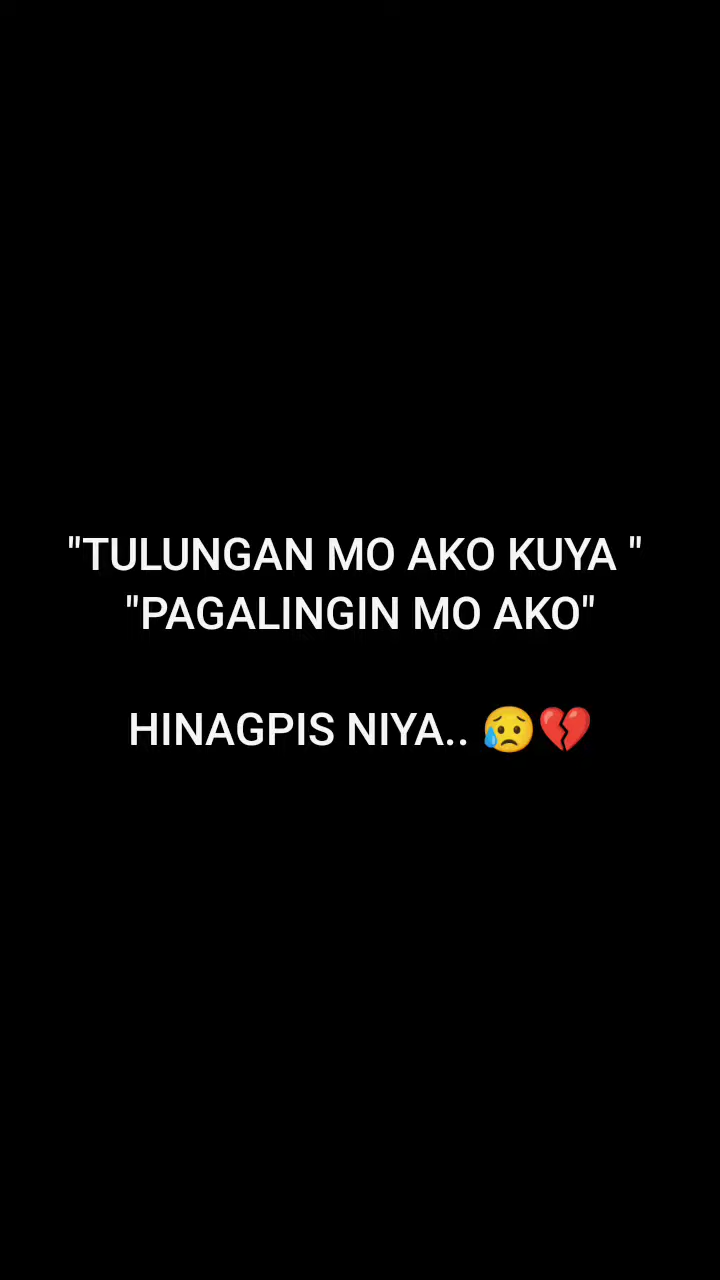 "TULUNGAN MO AKO KUYA "
"PAGALINGIN MO AKO"
HINAGPIS NIYA.. 😥💔